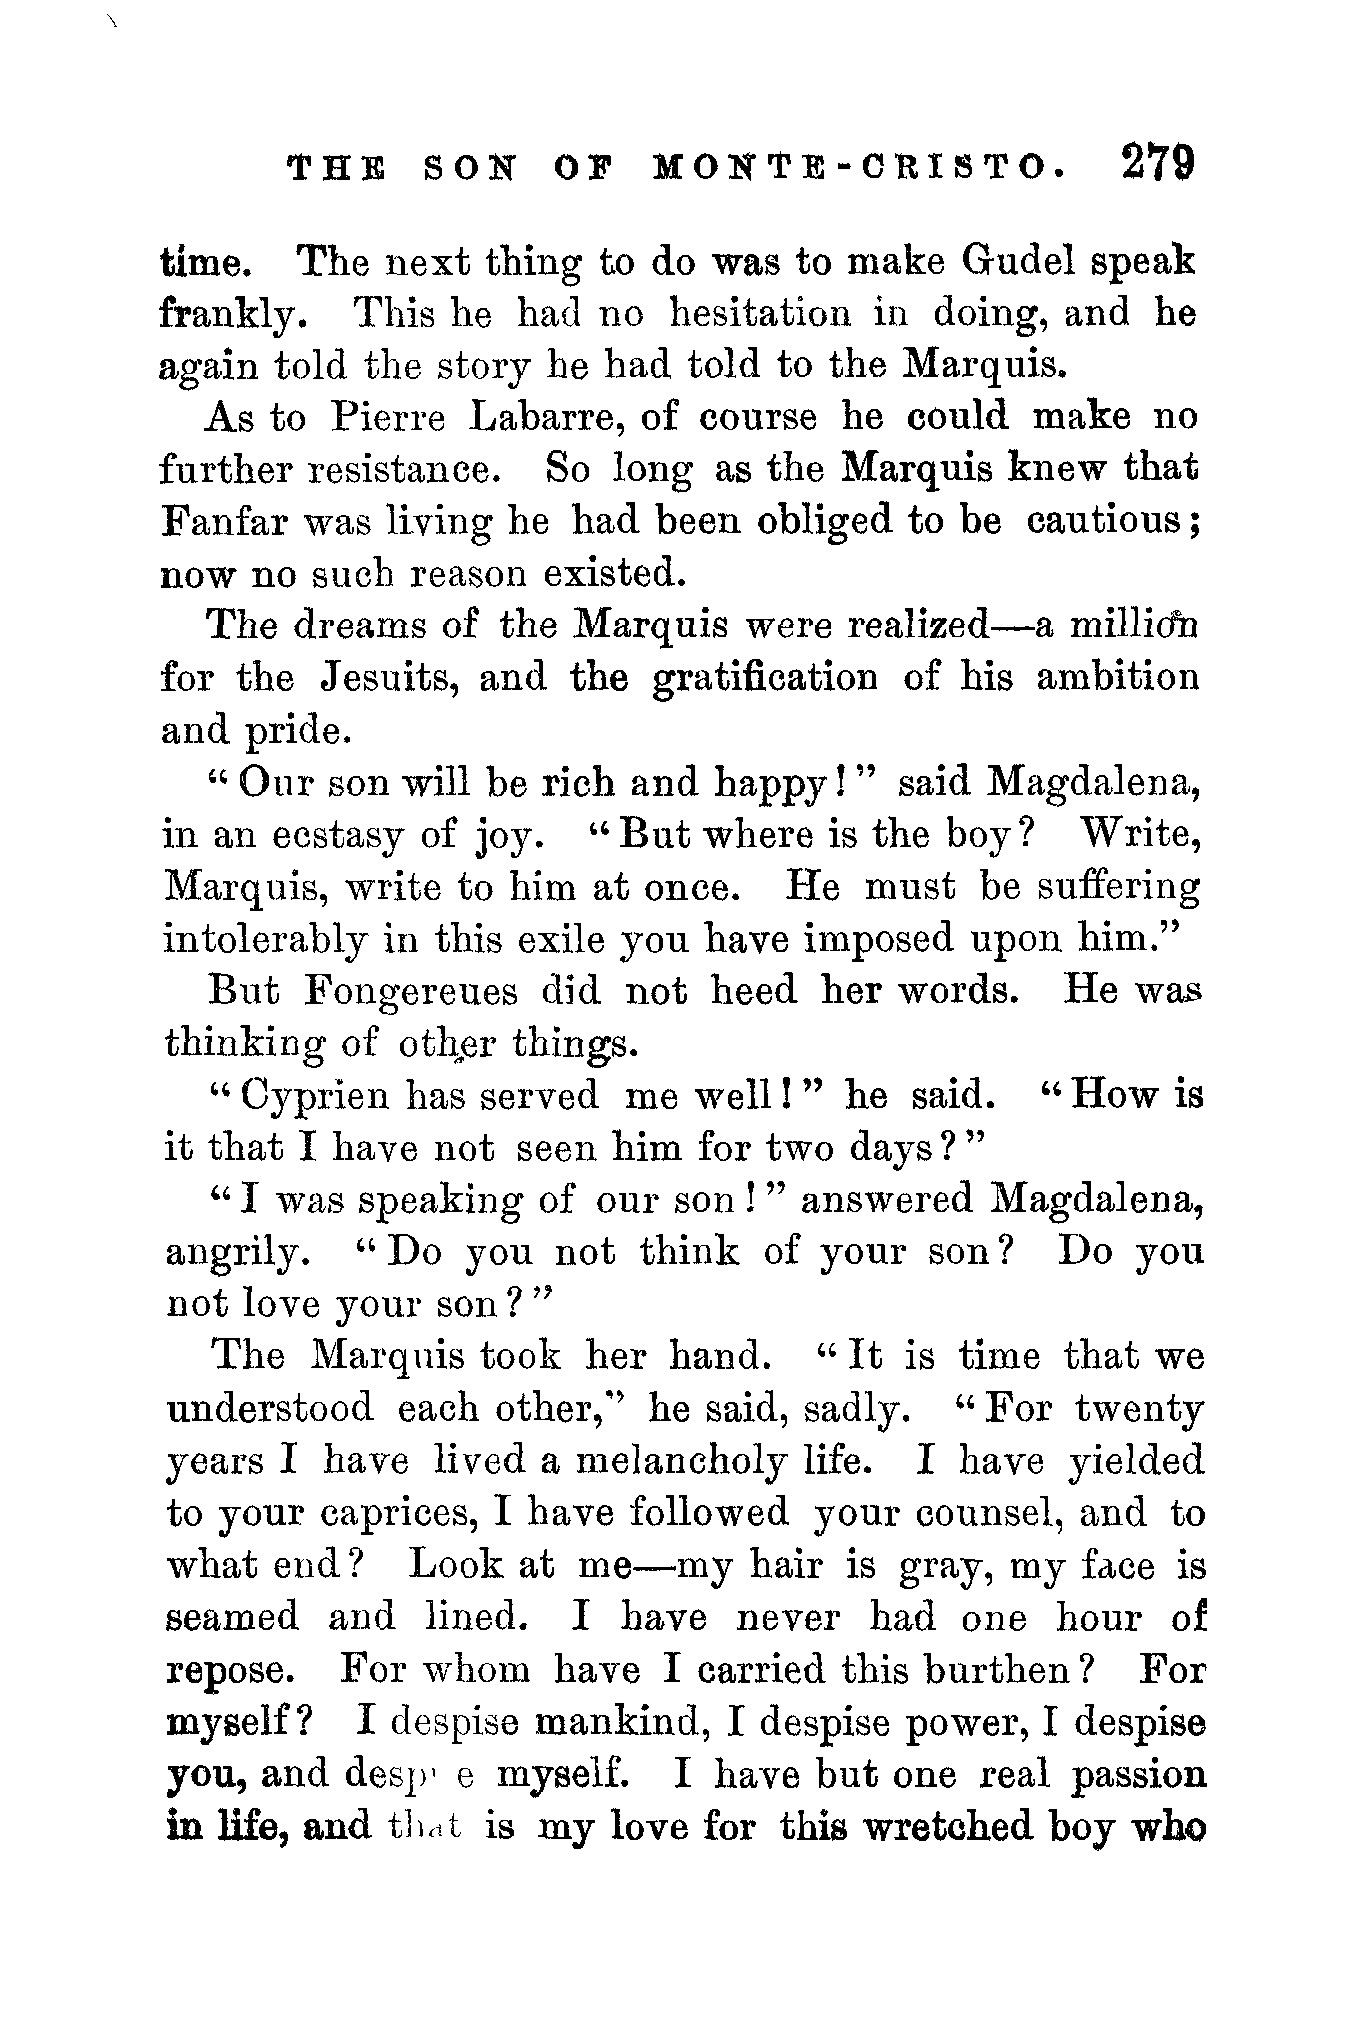 THE SON OF MONTE-CRISTO. 279
time. The next thing to do was to make Gudel speak
frankly. This he had no hesitation in doing, and he
again told the story he had told to the Marquis.
As to Pierre Labarre, of course he could make no
further resistance. So long as the Marquis knew that
Fanfar was living he had been obliged to be cautious;
now no such reason existed.
The dreams of the Marquis were realized—a million
for the Jesuits, and the gratification of his ambition
and pride.
“Our son will be rich and happy!” said Magdalena,
in an ecstasy of joy. “But where is the boy? Write,
Marquis, write to him at once. He must be suffering
intolerably in this exile you have imposed upon him.”
But Fongereues did not heed her words. He was
thinking of other things.
“Cyprien has served me well!” he said. “How is
it that I have not seen him for two days?”
“I was speaking of our son!” answered Magdalena,
angrily. “Do you not think of your son? Do you
not love your son?”
The Marquis took her hand. “It is time that we
understood each other,” he said, sadly. “For twenty
years I have lived a melancholy life. I have yielded
to your caprices, I have followed your counsel, and to
what end? Look at me—my hair is gray, my face is
seamed and lined. I have never had one hour of
repose. For whom have I carried this burthen? For
myself? I despise mankind, I despise power, I despise
you, and despise myself. I have but one real passion
in life, and that is my love for this wretched boy who